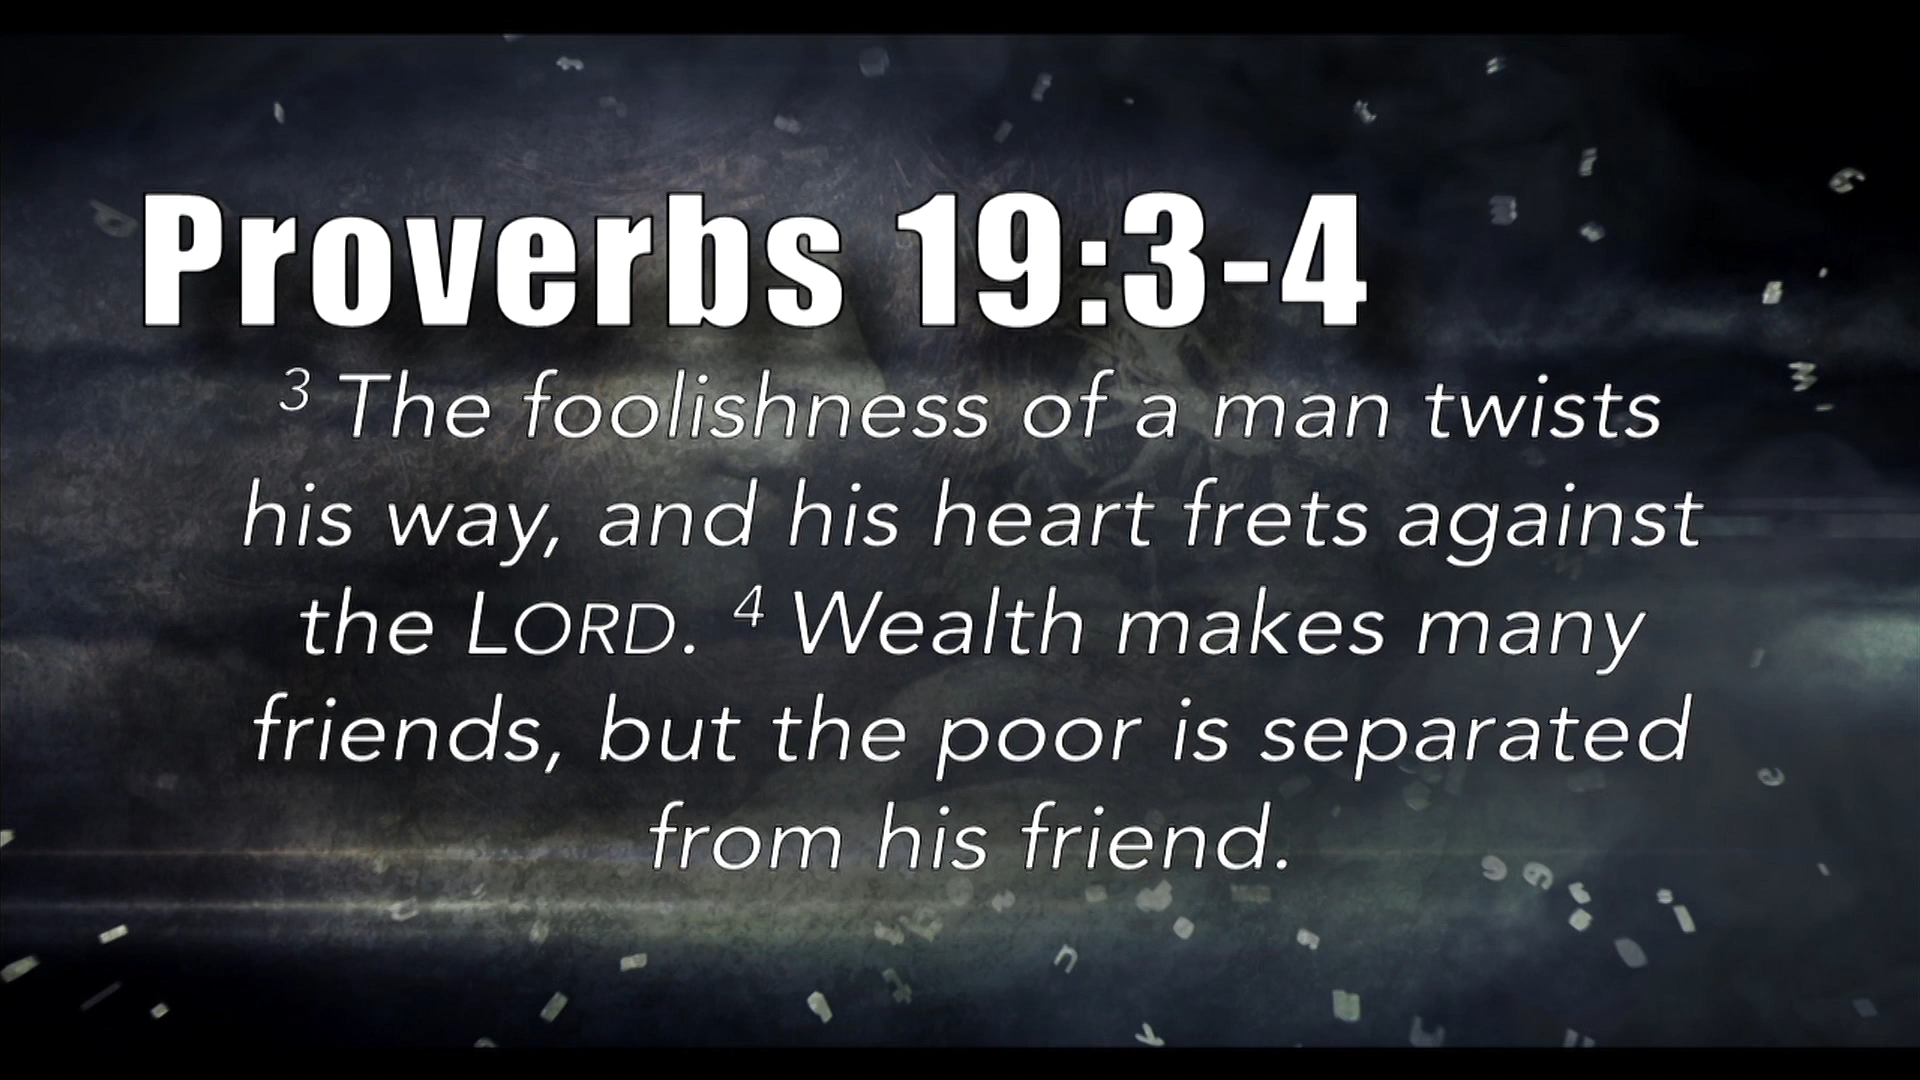 Proverbs 19:3-4
³ The foolishness of a man twists
his way, and his heart frets against
the LORD. ⁴ Wealth makes many
friends, but the poor is separated
from his friend.